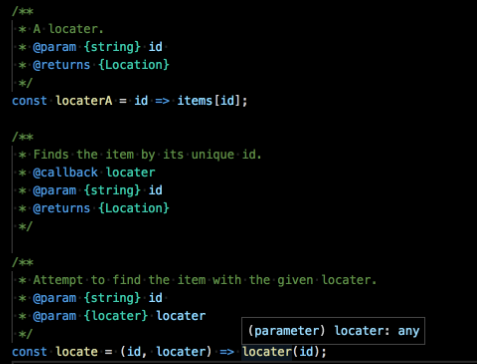 /**
 * A locater.
 * @param {string} id
 * @returns {Location}
 */
const locaterA = id => items[id];
/**
 * Finds the item by its unique id.
 * @callback locater
 * @param {string} id
 * @returns {Location}
 */
/**
 * Attempt to find the item with the given locater.
 * @param {string} id
 * @param {locater} locater
 */
(parameter) locater: any
const locate = (id, locater) => locater(id);